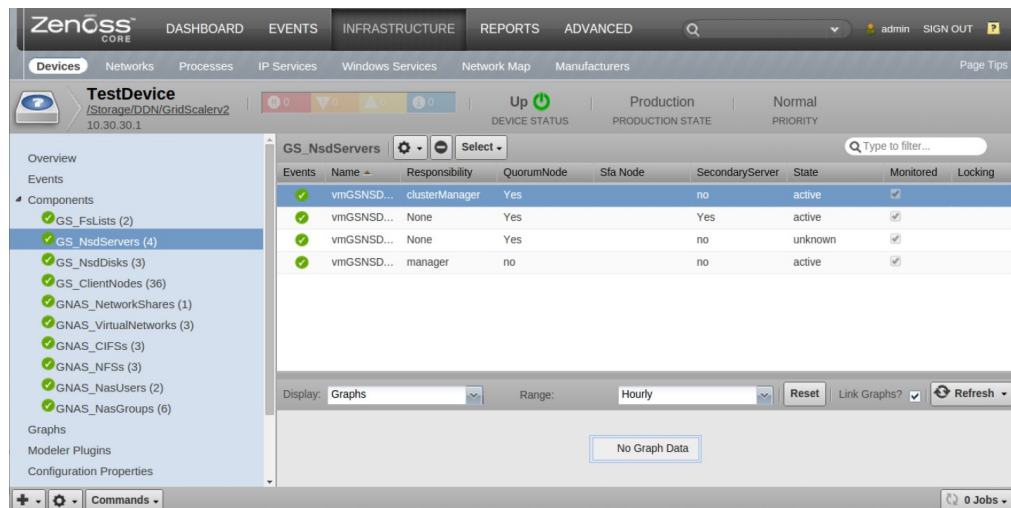 Zenoss CORE DASHBOARD EVENTS INFRASTRUCTURE REPORTS ADVANCED admin SIGN OUT ?
Devices Networks Processes IP Services Windows Services Network Map Manufacturers Page Tips
TestDevice
/Storage/DDN/GridScalerv2
10.30.30.1
0 0 0 0
Up
DEVICE STATUS
Production
PRODUCTION STATE
Normal
PRIORITY
Overview
Events
Components
GS_FsLists (2)
GS_NsdServers (4)
GS_NsdDisks (3)
GS_ClientNodes (36)
GNAS_NetworkShares (1)
GNAS_VirtualNetworks (3)
GNAS_CIFSs (3)
GNAS_NFSs (3)
GNAS_NasUsers (2)
GNAS_NasGroups (6)
Graphs
Modeler Plugins
Configuration Properties
GS_NsdServers Select Type to filter...
Events Name Responsibility QuorumNode Sfa Node SecondaryServer State Monitored Locking
vmGSNSD... clusterManager Yes no active
vmGSNSD... None Yes Yes active
vmGSNSD... None Yes no unknown
vmGSNSD... manager no no active
Display: Graphs Range: Hourly Reset Link Graphs? Refresh
No Graph Data
Commands 0 Jobs